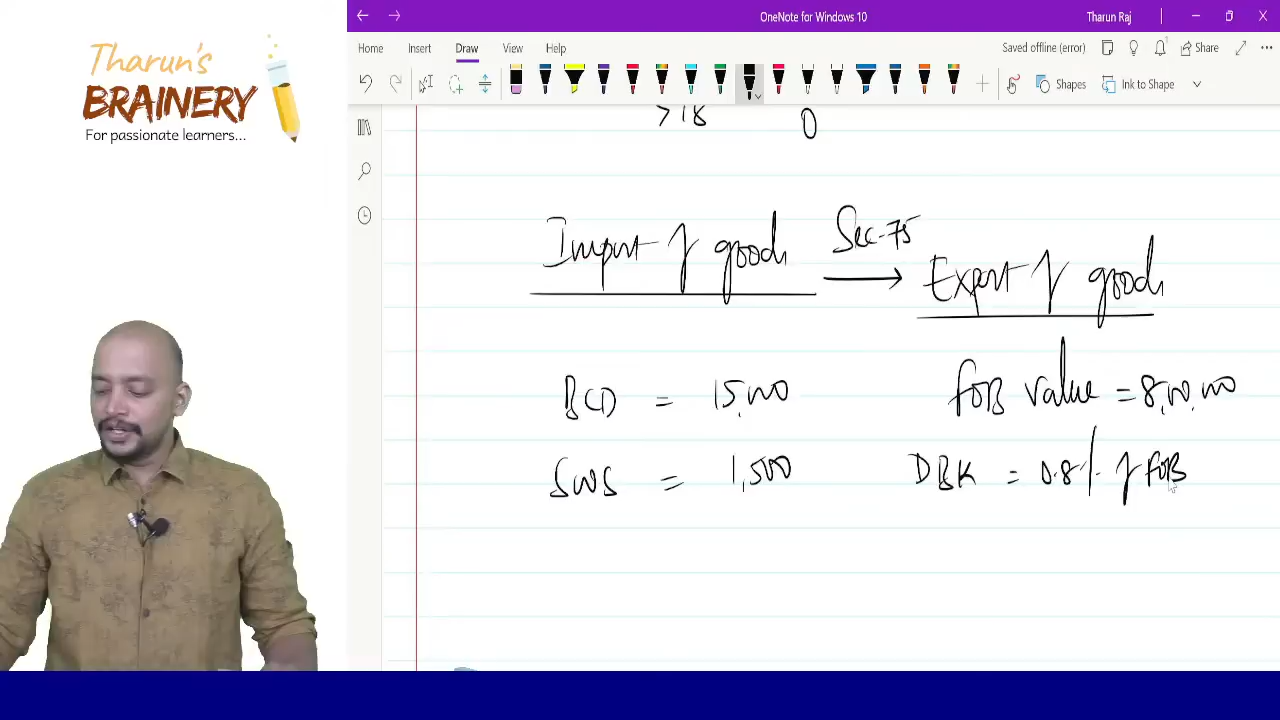 Tharun's
BRAINERY
For passionate learners...
OneNote for Windows 10
Tharun Raj
Home Insert Draw View Help
Saved offline (error)
Share
Shapes
Ink to Shape
>18 0
Import of goods Sec-75 Export of goods
BCD = 15,000 FOB value = 8,00,000
SWS = 1,500 DBK = 0.8% of FOB